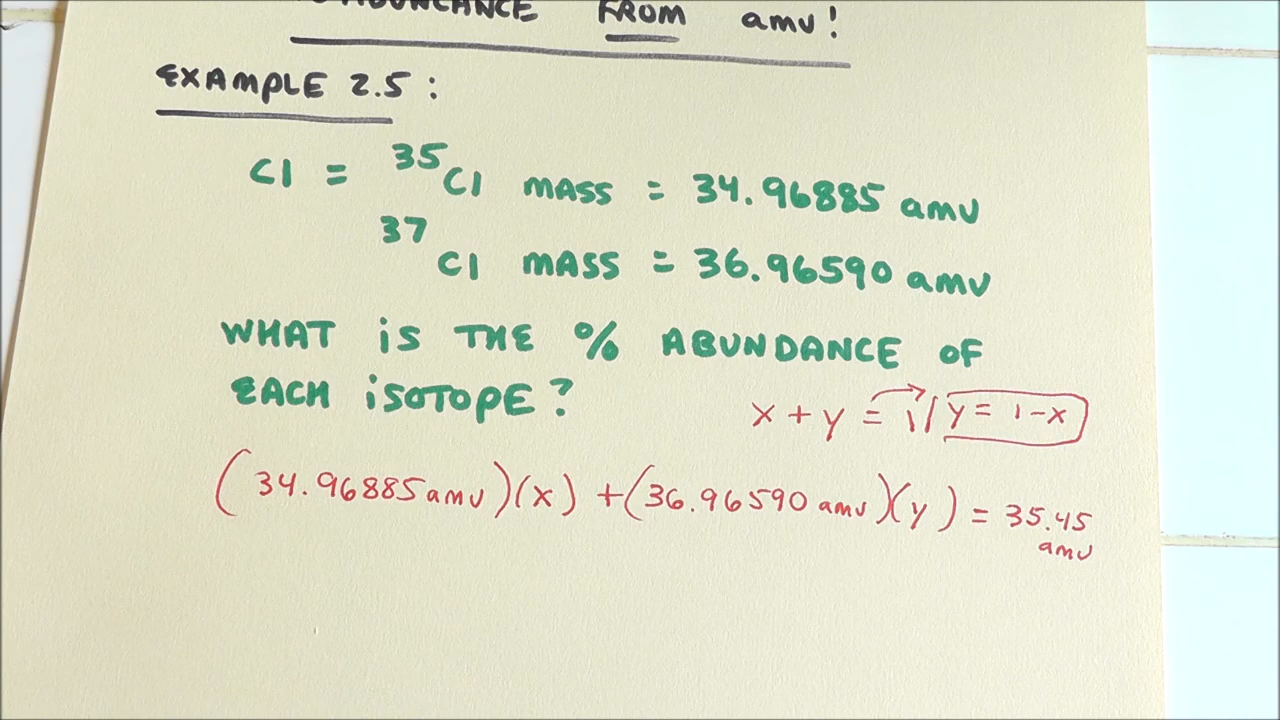 FROM amu!
EXAMPLE 2.5:
Cl = 35Cl MASS = 34.96885 amu
37Cl MASS = 36.96590 amu
WHAT iS THE % ABUNDANCE OF
EACH iSOTOPE?
x + y = 1 y = 1-x
(34.96885 amu)(x) + (36.96590 amu)(y) = 35.45
amu